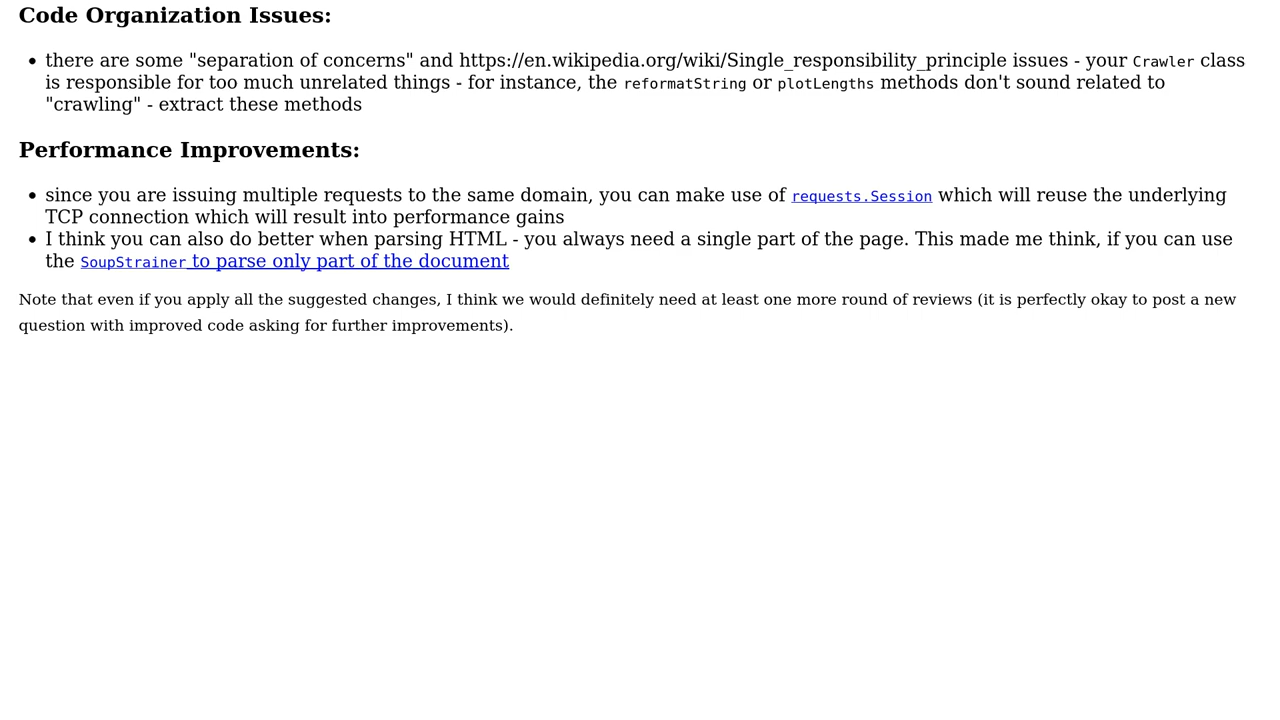 Code Organization Issues:
• there are some "separation of concerns" and https://en.wikipedia.org/wiki/Single_responsibility_principle issues - your Crawler class
is responsible for too much unrelated things - for instance, the reformatString or plotLengths methods don't sound related to
"crawling" - extract these methods
Performance Improvements:
• since you are issuing multiple requests to the same domain, you can make use of requests.Session which will reuse the underlying
TCP connection which will result into performance gains
• I think you can also do better when parsing HTML - you always need a single part of the page. This made me think, if you can use
the SoupStrainer to parse only part of the document
Note that even if you apply all the suggested changes, I think we would definitely need at least one more round of reviews (it is perfectly okay to post a new
question with improved code asking for further improvements).